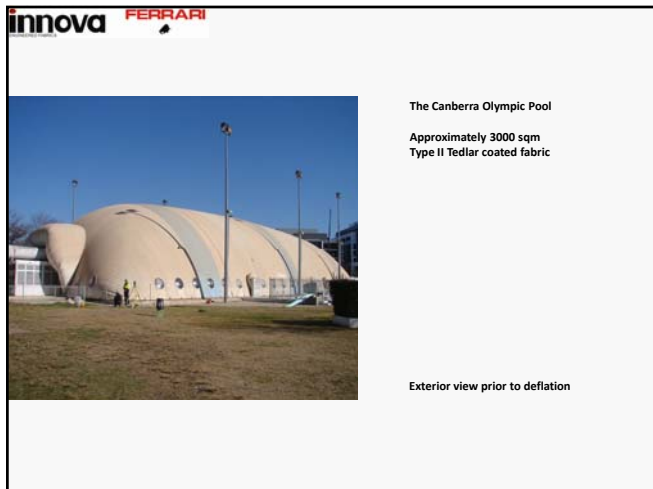 innova
FERRARI
The Canberra Olympic Pool
Approximately 3000 sqm
Type II Tedlar coated fabric
Exterior view prior to deflation